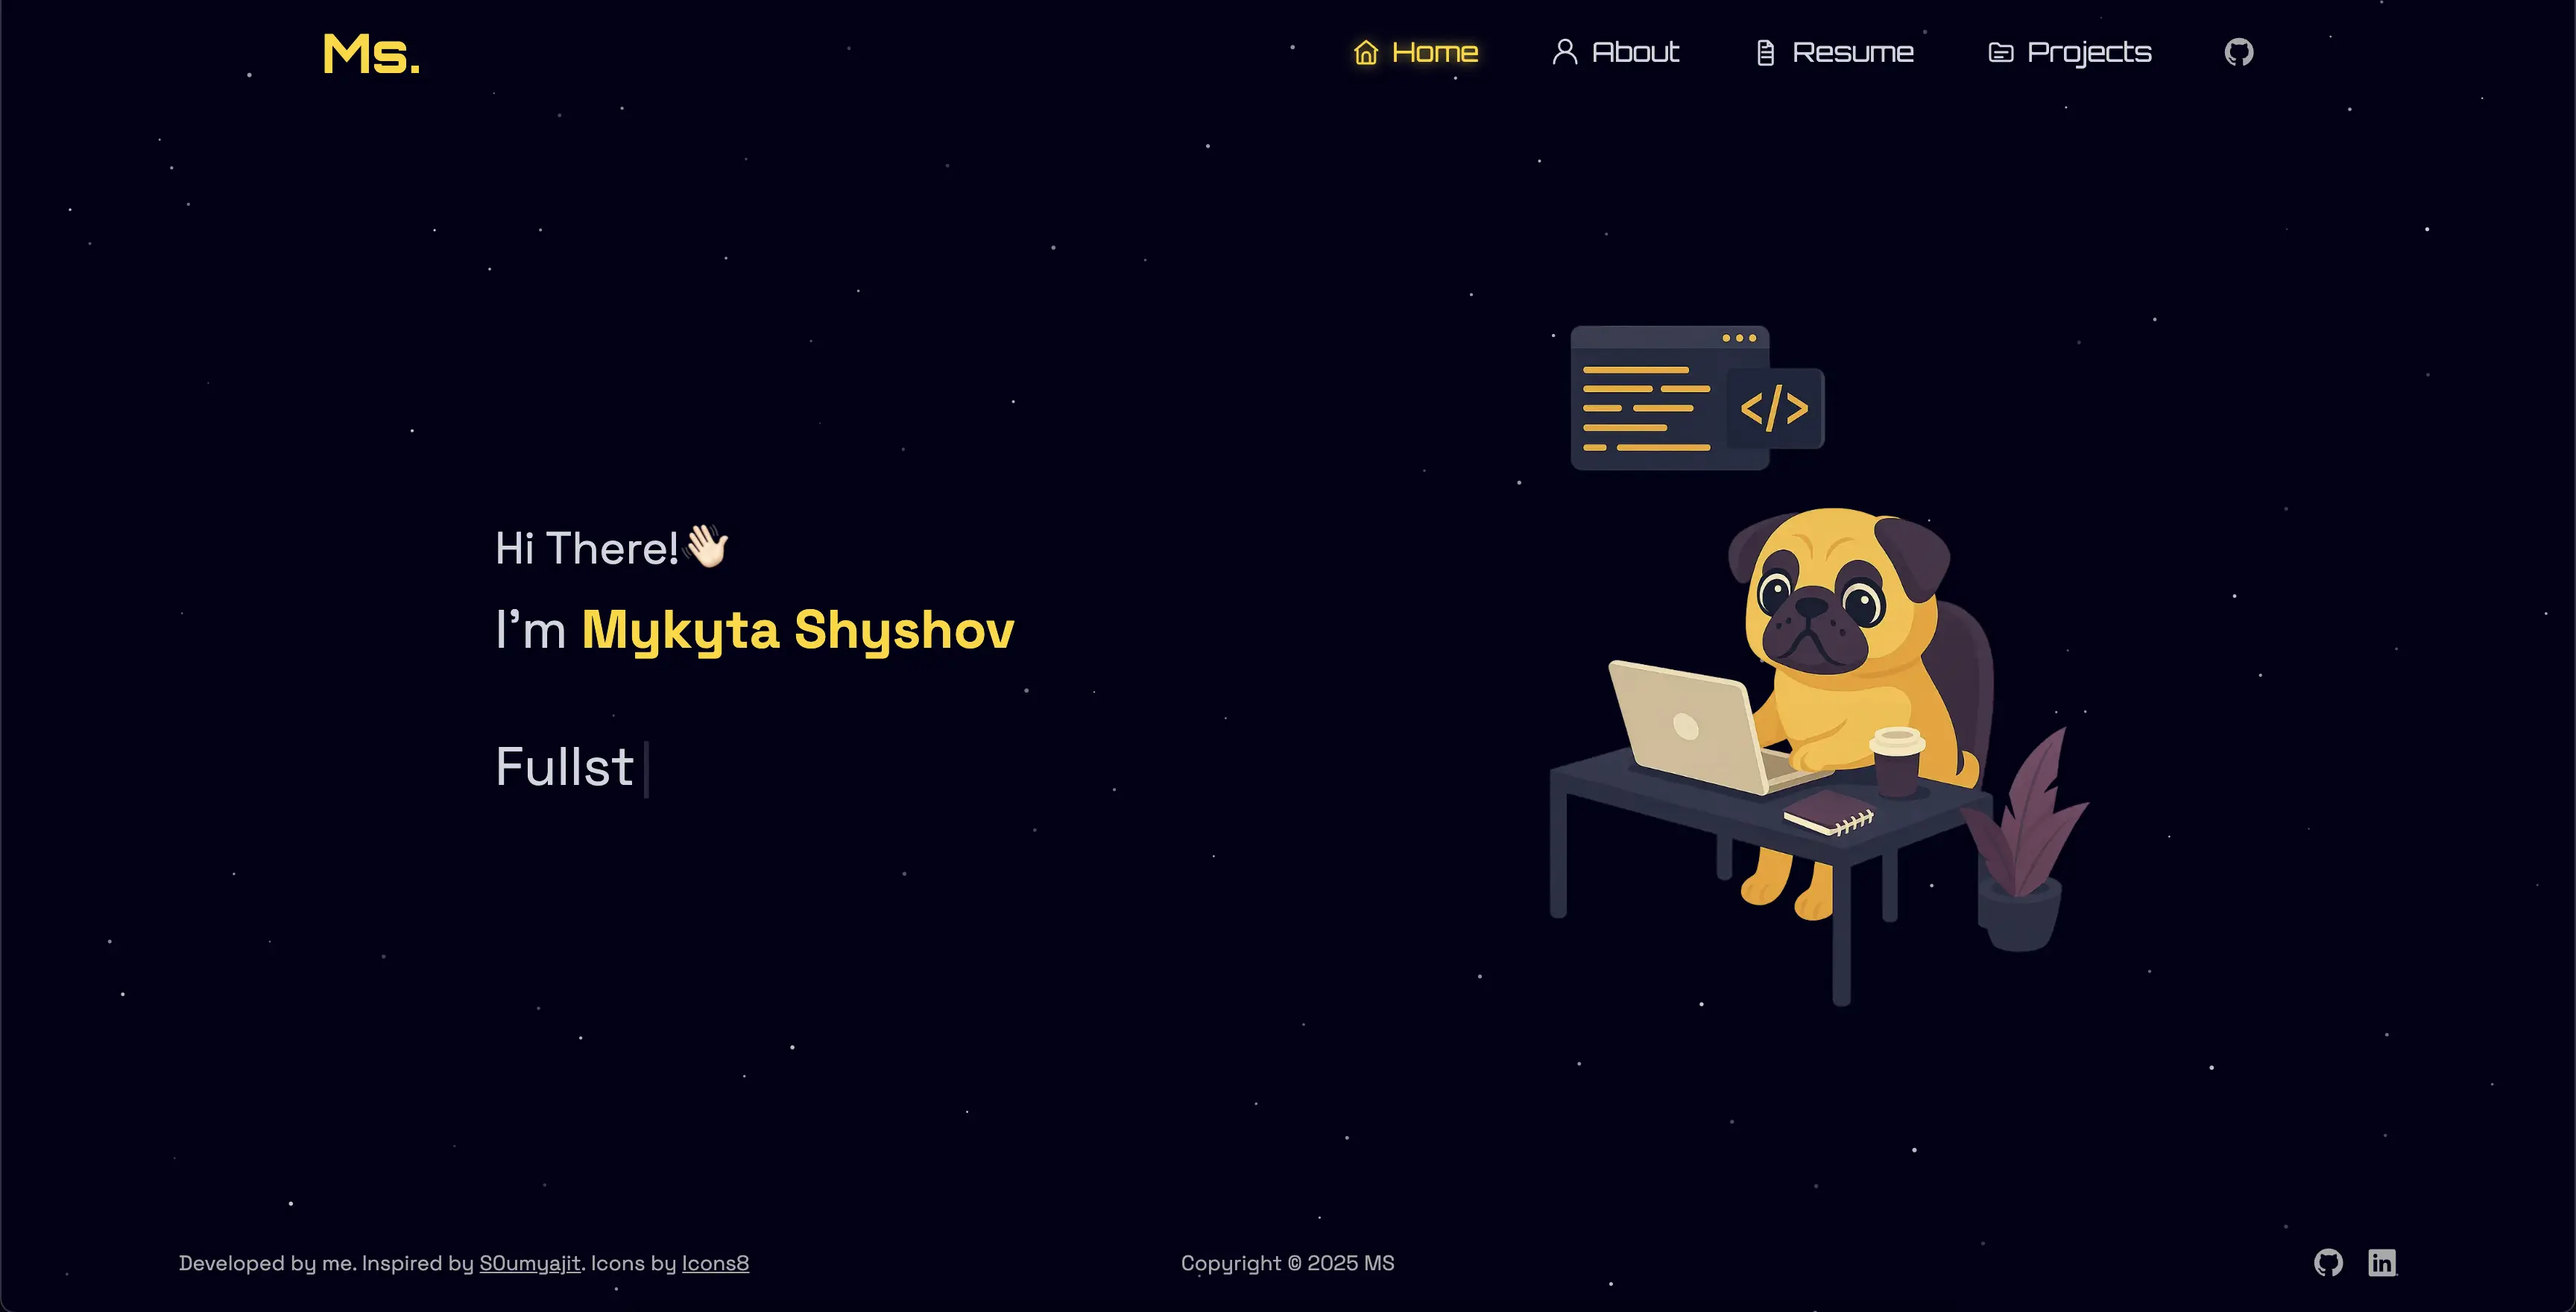 Ms.
Home About Resume Projects
</>
Hi There!👋🏻
I'm Mykyta Shyshov
Fullst
Developed by me. Inspired by S0umyajit. Icons by Icons8
Copyright © 2025 MS
in